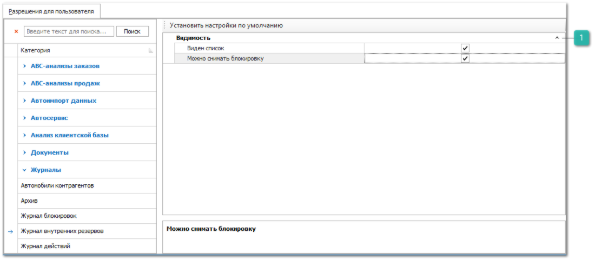 Разрешения для пользователя
Введите текст для поиска...
Поиск
Категория
ABC-анализы заказов
ABC-анализы продаж
Автоимпорт данных
Автосервис
Анализ клиентской базы
Документы
Журналы
Автомобили контрагентов
Архив
Журнал блокировок
Журнал внутренних резервов
Журнал действий
Установить настройки по умолчанию
Видимость
Виден список
Можно снимать блокировку
Можно снимать блокировку
1